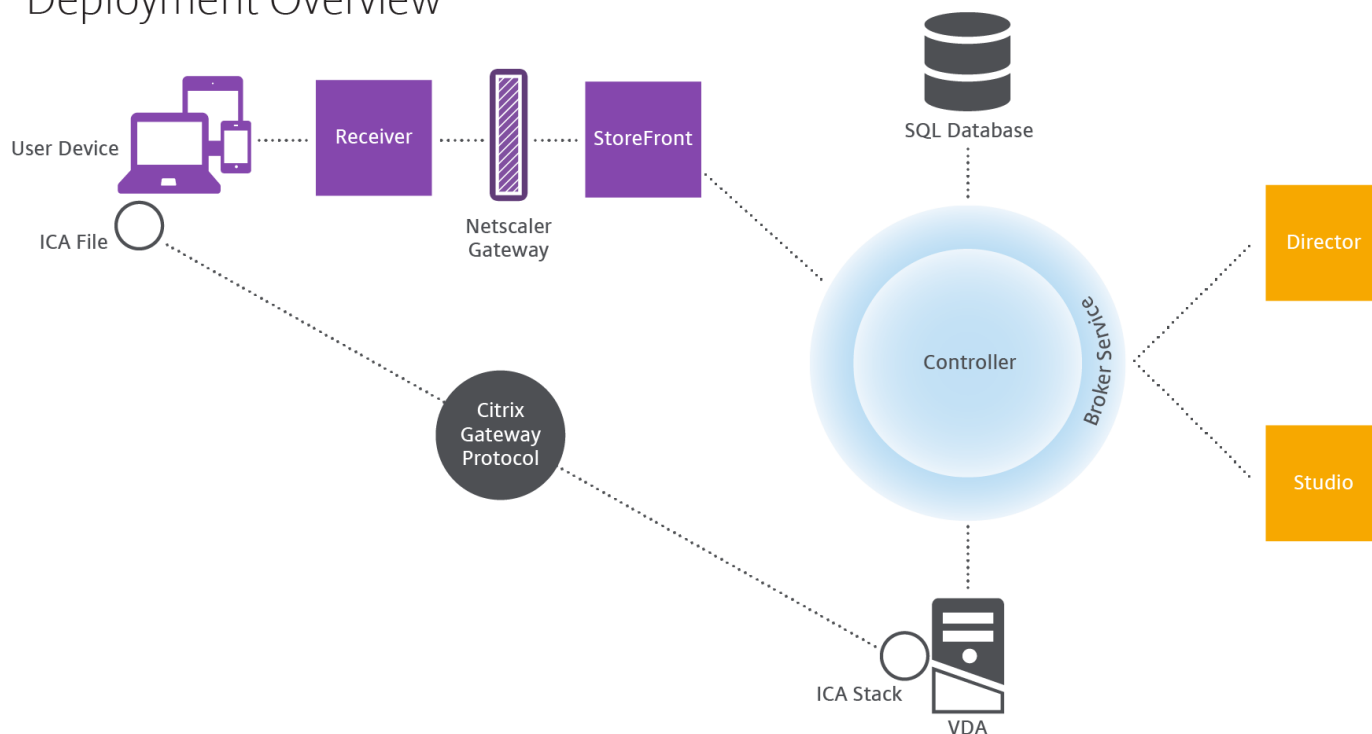 Deployment Overview
SQL Database
User Device
Receiver
StoreFront
Netscaler
Gateway
ICA File
Director
Broker Service
Controller
Citrix
Gateway
Protocol
Studio
ICA Stack
VDA